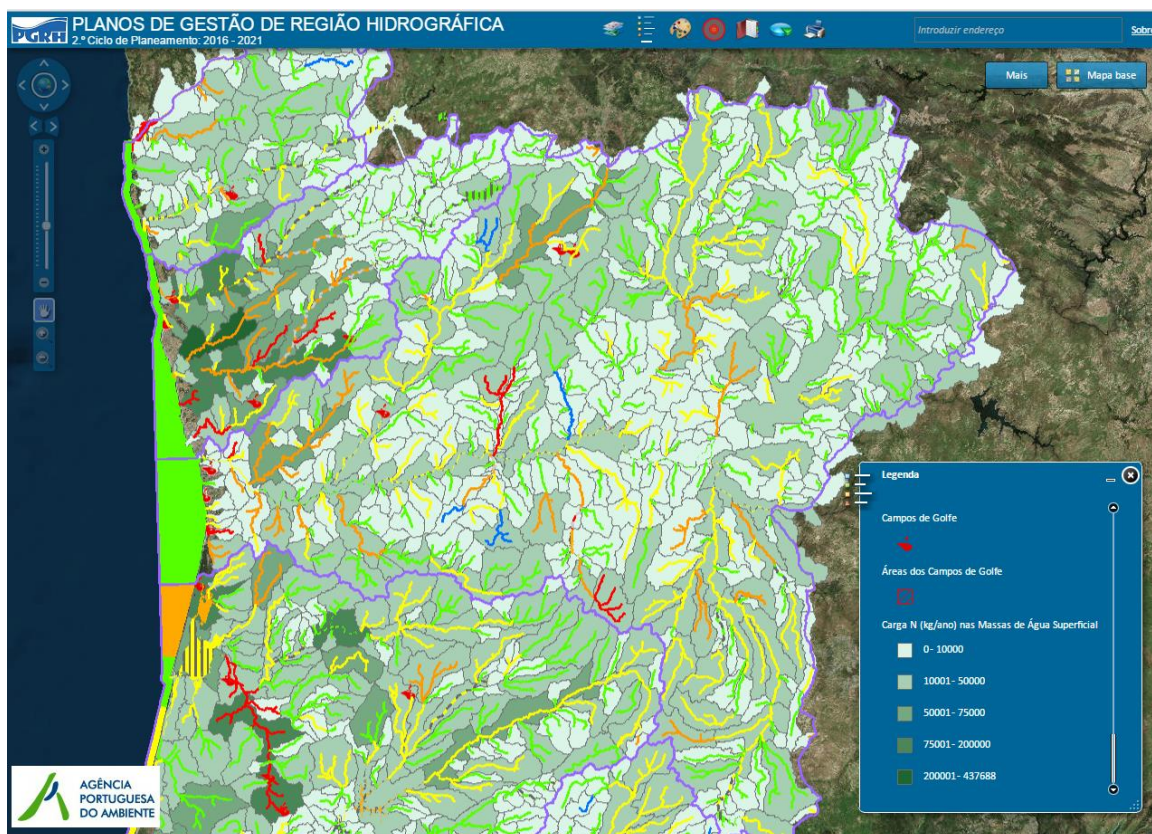 PGRH
PLANOS DE GESTÃO DE REGIÃO HIDROGRÁFICA
2.º Ciclo de Planeamento: 2016 - 2021
Introduzir endereço
Sobre
Mais
Mapa base
Legenda
Campos de Golfe
Áreas dos Campos de Golfe
Carga N (kg/ano) nas Massas de Água Superficial
0- 10000
10001- 50000
50001- 75000
75001- 200000
200001- 437688
AGÊNCIA
PORTUGUESA
DO AMBIENTE